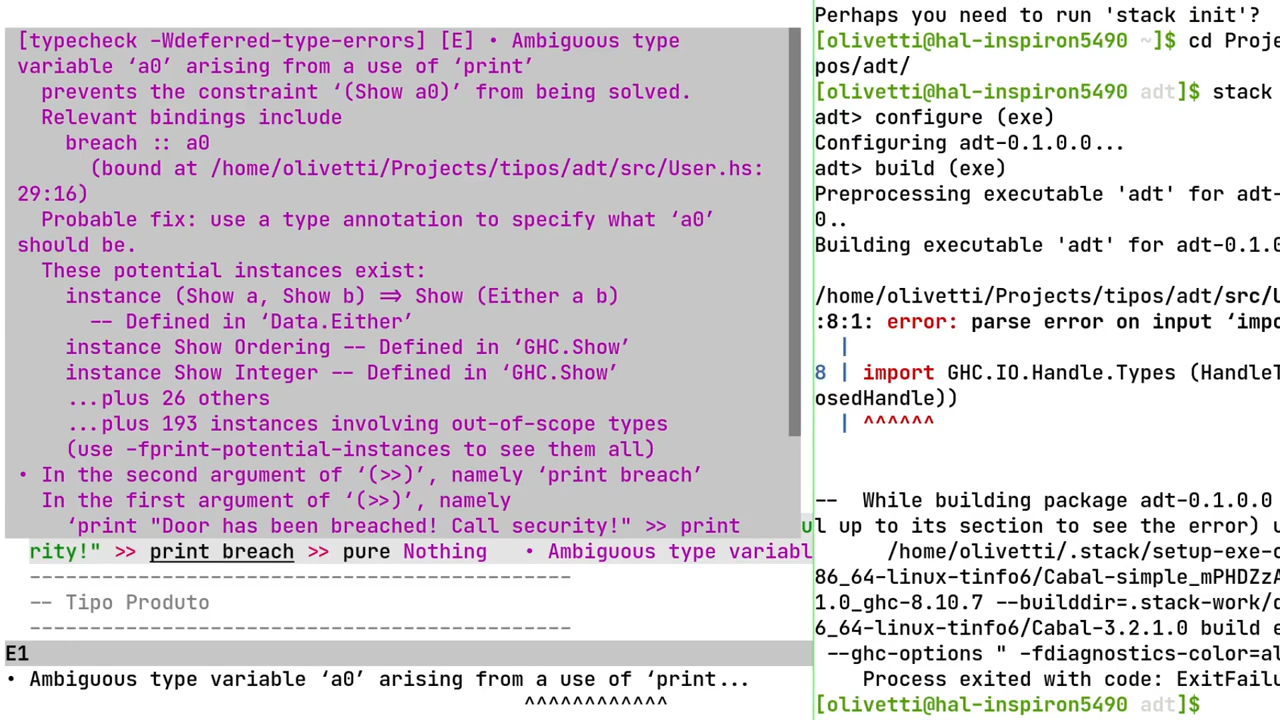 [typecheck -Wdeferred-type-errors] [E] • Ambiguous type
variable ‘a0’ arising from a use of ‘print’
prevents the constraint ‘(Show a0)’ from being solved.
Relevant bindings include
breach :: a0
(bound at /home/olivetti/Projects/tipos/adt/src/User.hs:
29:16)
Probable fix: use a type annotation to specify what ‘a0’
should be.
These potential instances exist:
instance (Show a, Show b) => Show (Either a b)
-- Defined in ‘Data.Either’
instance Show Ordering -- Defined in ‘GHC.Show’
instance Show Integer -- Defined in ‘GHC.Show’
...plus 26 others
...plus 193 instances involving out-of-scope types
(use -fprint-potential-instances to see them all)
• In the second argument of ‘(>>)’, namely ‘print breach’
In the first argument of ‘(>>)’, namely
‘print "Door has been breached! Call security!" >> print
rity!" >> print breach >> pure Nothing   • Ambiguous type variabl
---------------------------------------------
-- Tipo Produto
---------------------------------------------
E1
• Ambiguous type variable ‘a0’ arising from a use of ‘print...
^^^^^^^^^^^^
Perhaps you need to run 'stack init'?
[olivetti@hal-inspiron5490 ~]$ cd Proje
pos/adt/
[olivetti@hal-inspiron5490 adt]$ stack
adt> configure (exe)
Configuring adt-0.1.0.0...
adt> build (exe)
Preprocessing executable 'adt' for adt-
0..
Building executable 'adt' for adt-0.1.0
/home/olivetti/Projects/tipos/adt/src/U
:8:1: error: parse error on input ‘impo
|
8 | import GHC.IO.Handle.Types (HandleT
osedHandle))
| ^^^^^^
--  While building package adt-0.1.0.0
ul up to its section to see the error) u
/home/olivetti/.stack/setup-exe-c
86_64-linux-tinfo6/Cabal-simple_mPHDZzA
1.0_ghc-8.10.7 --builddir=.stack-work/d
6_64-linux-tinfo6/Cabal-3.2.1.0 build e
--ghc-options " -fdiagnostics-color=al
Process exited with code: ExitFailu
[olivetti@hal-inspiron5490 adt]$